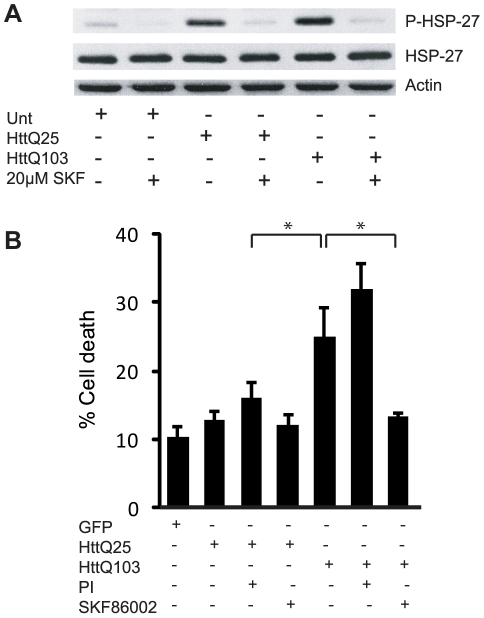 A
P-HSP-27
HSP-27
Actin
Unt + + - - - -
HttQ25 - - + + - -
HttQ103 - - - - + +
20µM SKF - + - + - +
B
40
* *
30
20
10
0
% Cell death
GFP + - - - - - -
HttQ25 - + + + - - -
HttQ103 - - - - + + +
PI - - + - - + -
SKF86002 - - - + - - +